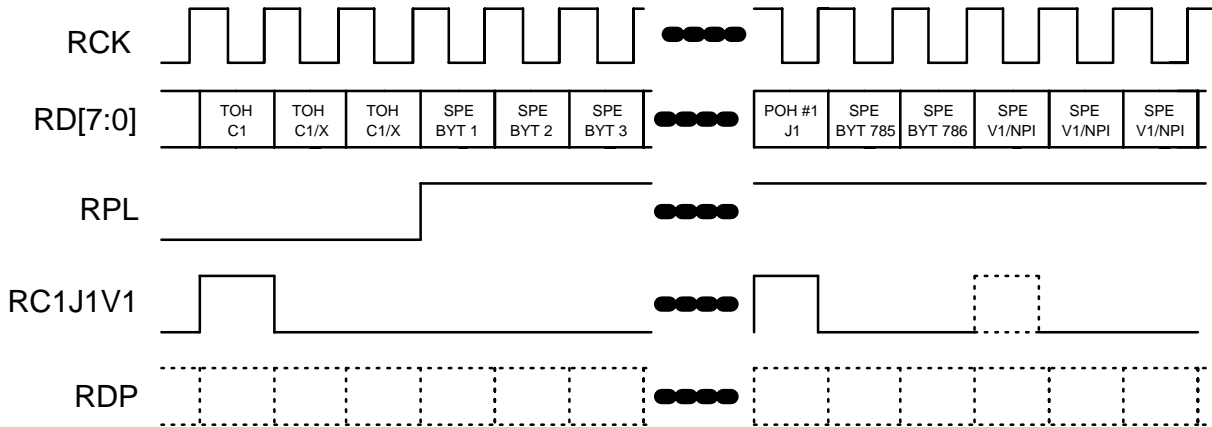 RCK
RD[7:0]
TOH
C1
TOH
C1/X
TOH
C1/X
SPE
BYT 1
SPE
BYT 2
SPE
BYT 3
POH #1
J1
SPE
BYT 785
SPE
BYT 786
SPE
V1/NPI
SPE
V1/NPI
SPE
V1/NPI
RPL
RC1J1V1
RDP